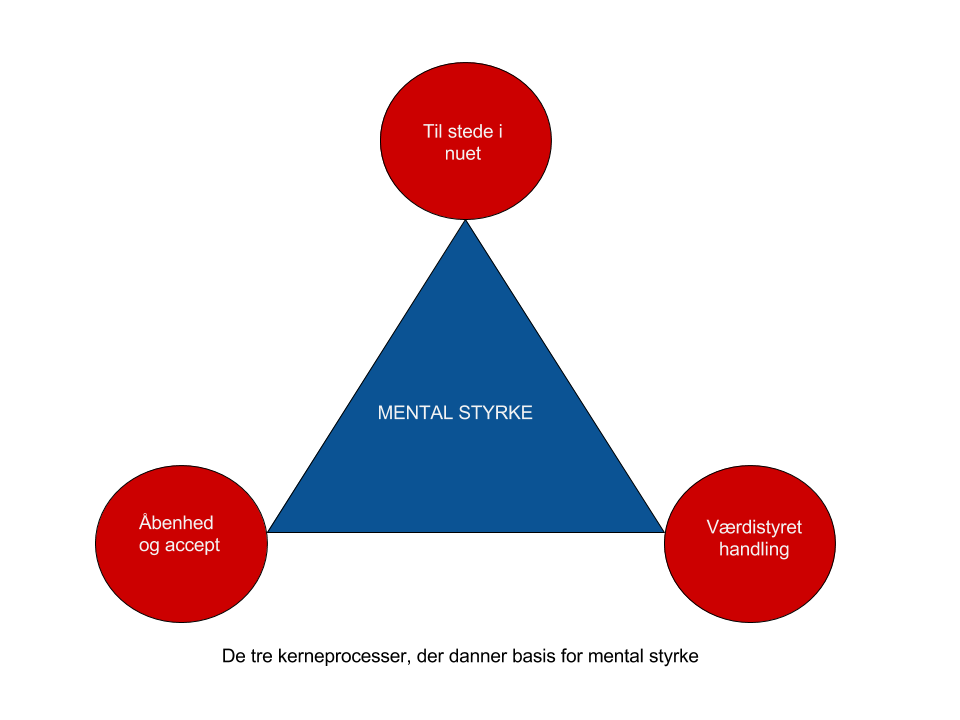 Til stede i
nuet
MENTAL STYRKE
Åbenhed
og accept
Værdistyret
handling
De tre kerneprocesser, der danner basis for mental styrke